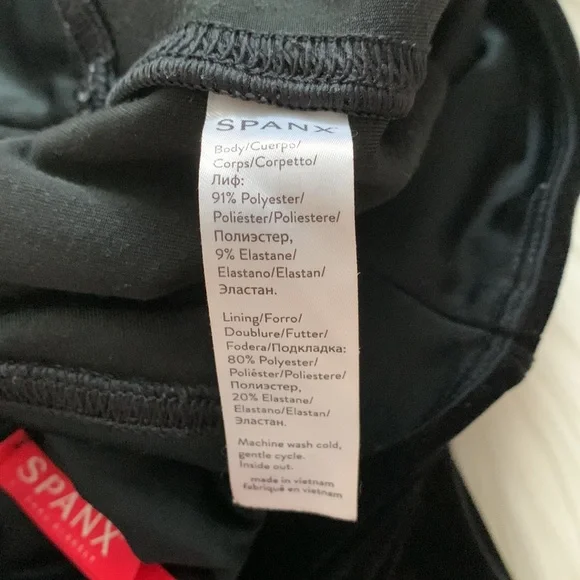 SPANX
Body/Cuerpo/
Corps/Corpetto/
Лиф:
91% Polyester/
Poliéster/Poliestere/
Полиэстер,
9% Elastane/
Elastano/Elastan/
Эластан.
Lining/Forro/
Doublure/Futter/
Fodera/Подкладка:
80% Polyester/
Poliéster/Poliestere/
Полиэстер,
20% Elastane/
Elastano/Elastan/
Эластан.
Machine wash cold,
gentle cycle.
Inside out.
made in vietnam
fabriqué en vietnam
SPANX